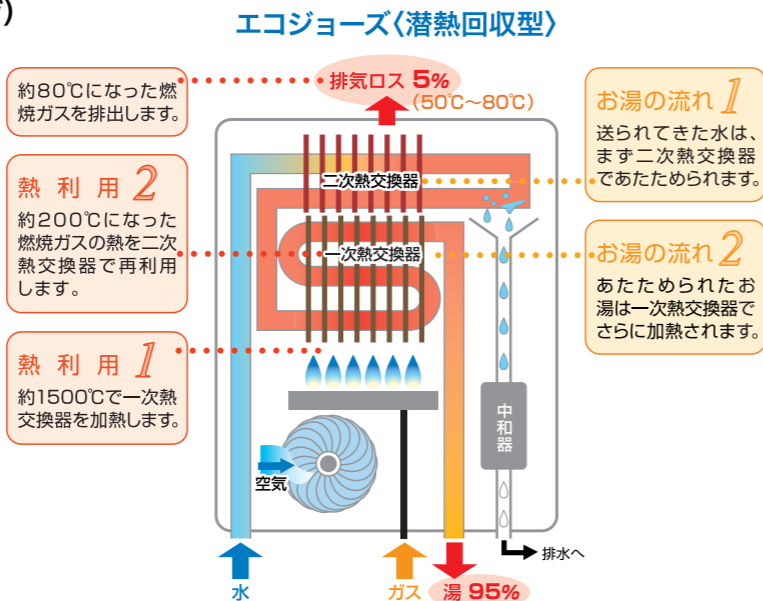 )
エコジョーズ〈潜熱回収型〉
排気ロス 5%
(50℃～80℃)
約80℃になった燃
焼ガスを排出します。
熱利用 2
約200℃になった
燃焼ガスの熱を二次
熱交換器で再利用
します。
熱利用 1
約1500℃で一次熱
交換器を加熱します。
二次熱交換器
一次熱交換器
お湯の流れ 1
送られてきた水は、
まず二次熱交換器
であたためられます。
お湯の流れ 2
あたためられたお
湯は一次熱交換器で
さらに加熱されます。
中和器
空気
排水へ
水
ガス
湯 95%